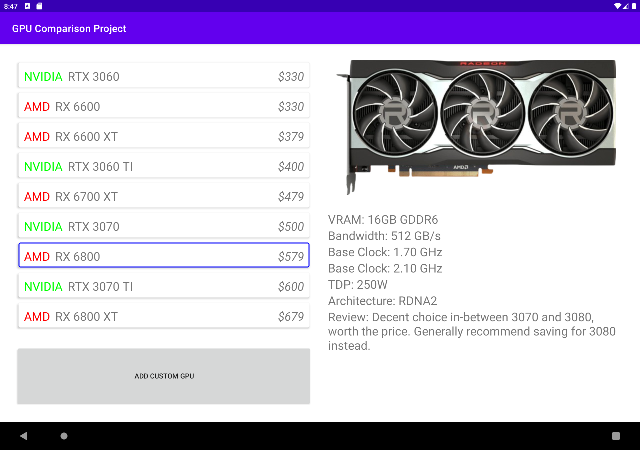 8:47
GPU Comparison Project
NVIDIA RTX 3060 $330
AMD RX 6600 $330
AMD RX 6600 XT $379
NVIDIA RTX 3060 TI $400
AMD RX 6700 XT $479
NVIDIA RTX 3070 $500
AMD RX 6800 $579
NVIDIA RTX 3070 TI $600
AMD RX 6800 XT $679
ADD CUSTOM GPU
RADEON
R R R
AMD
VRAM: 16GB GDDR6
Bandwidth: 512 GB/s
Base Clock: 1.70 GHz
Base Clock: 2.10 GHz
TDP: 250W
Architecture: RDNA2
Review: Decent choice in-between 3070 and 3080,
worth the price. Generally recommend saving for 3080
instead.